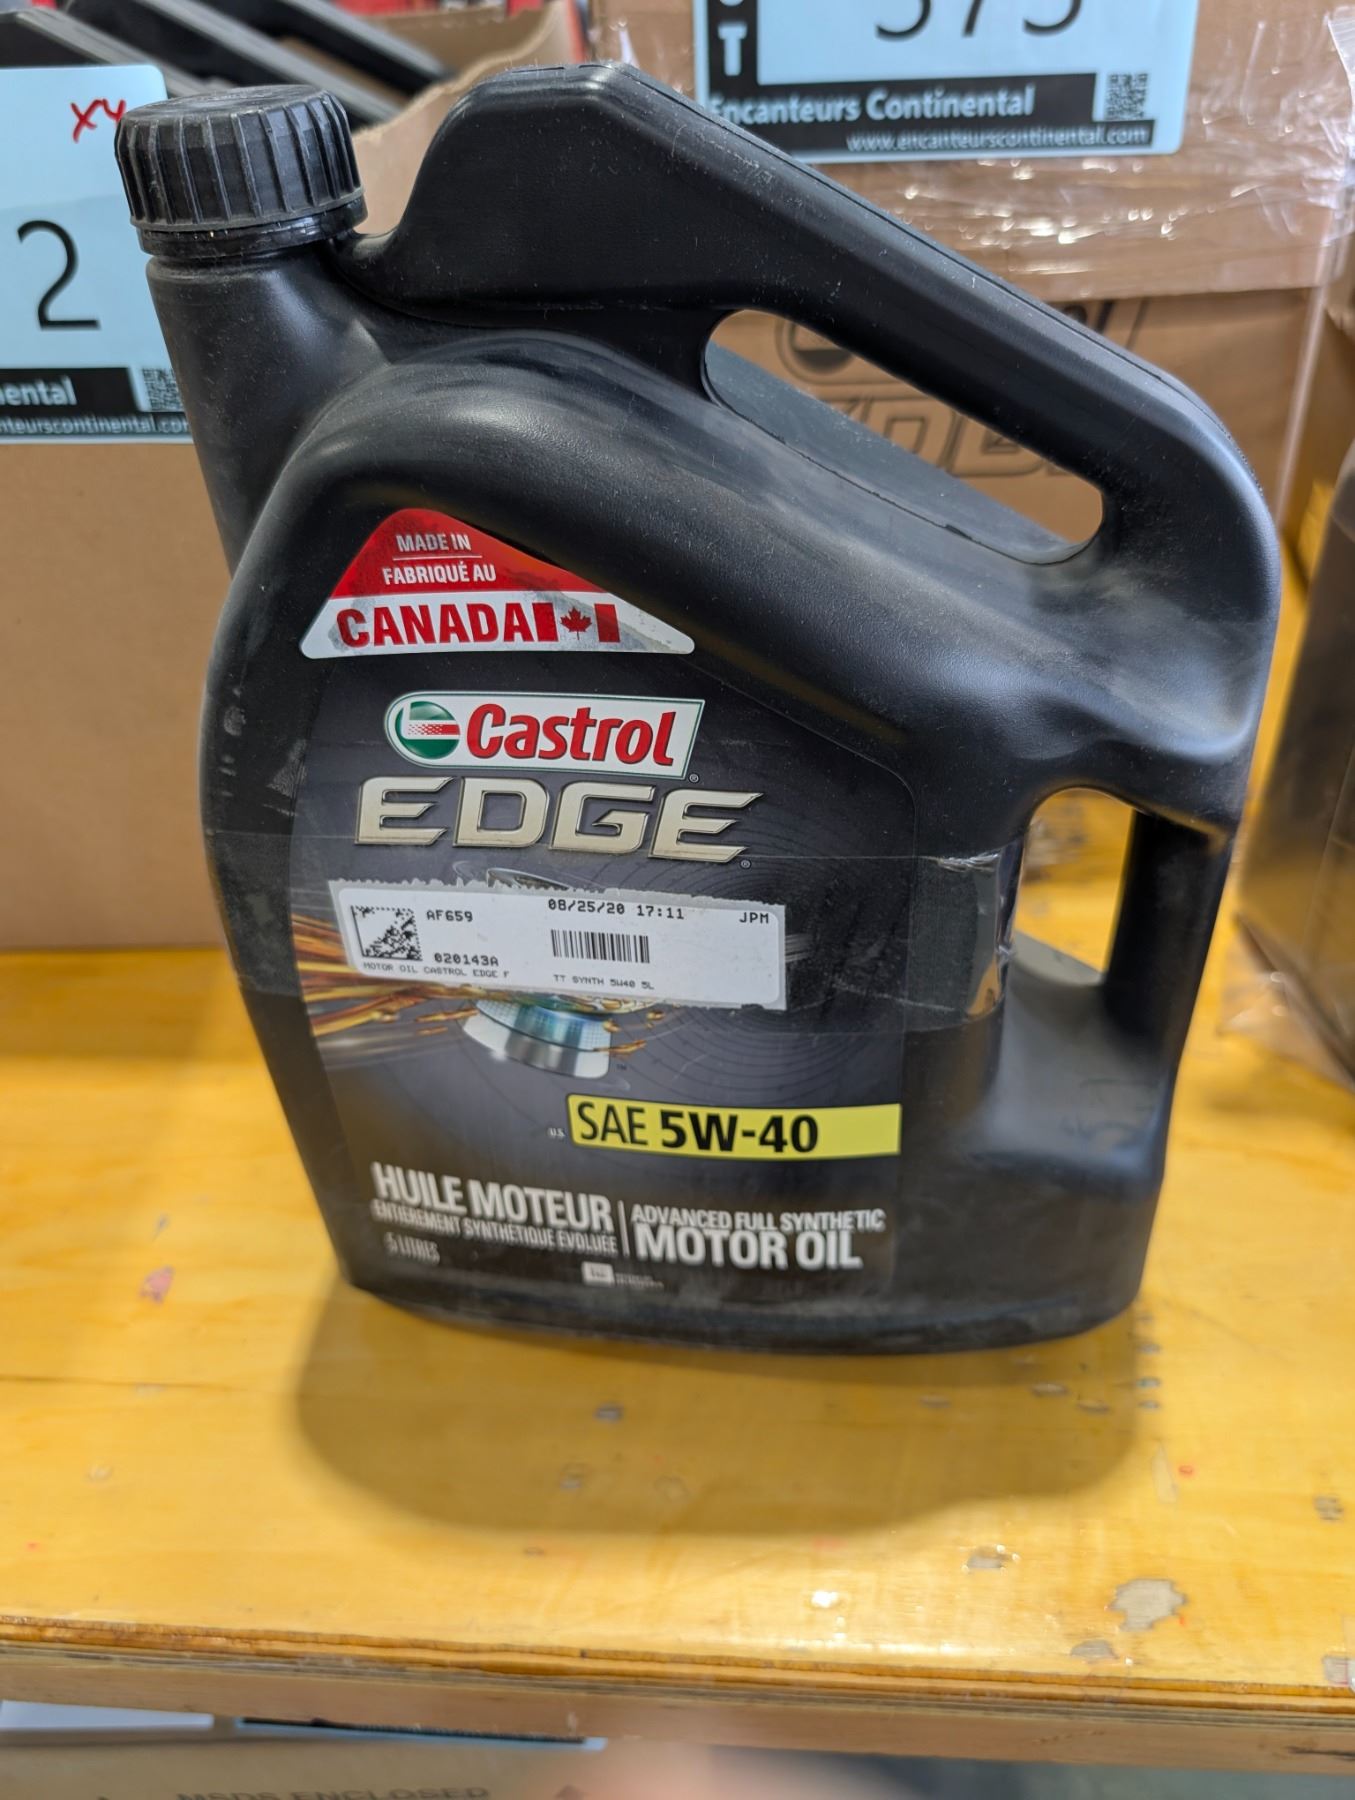 X4
2
ental
nteurscontinental.com
T
Encanteurs Continental
www.encanteurscontinental.com
MADE IN
FABRIQUÉ AU
CANADA
Castrol
EDGE
AF659
08/25/20 17:11
JPM
020143A
MOTOR OIL CASTROL EDGE F
TT SYNTH 5W40 5L
U.S.
SAE 5W-40
HUILE MOTEUR
ENTIÈREMENT SYNTHÉTIQUE ÉVOLUÉE
5 LITRES
ADVANCED FULL SYNTHETIC
MOTOR OIL
MSDS ENCLOSED